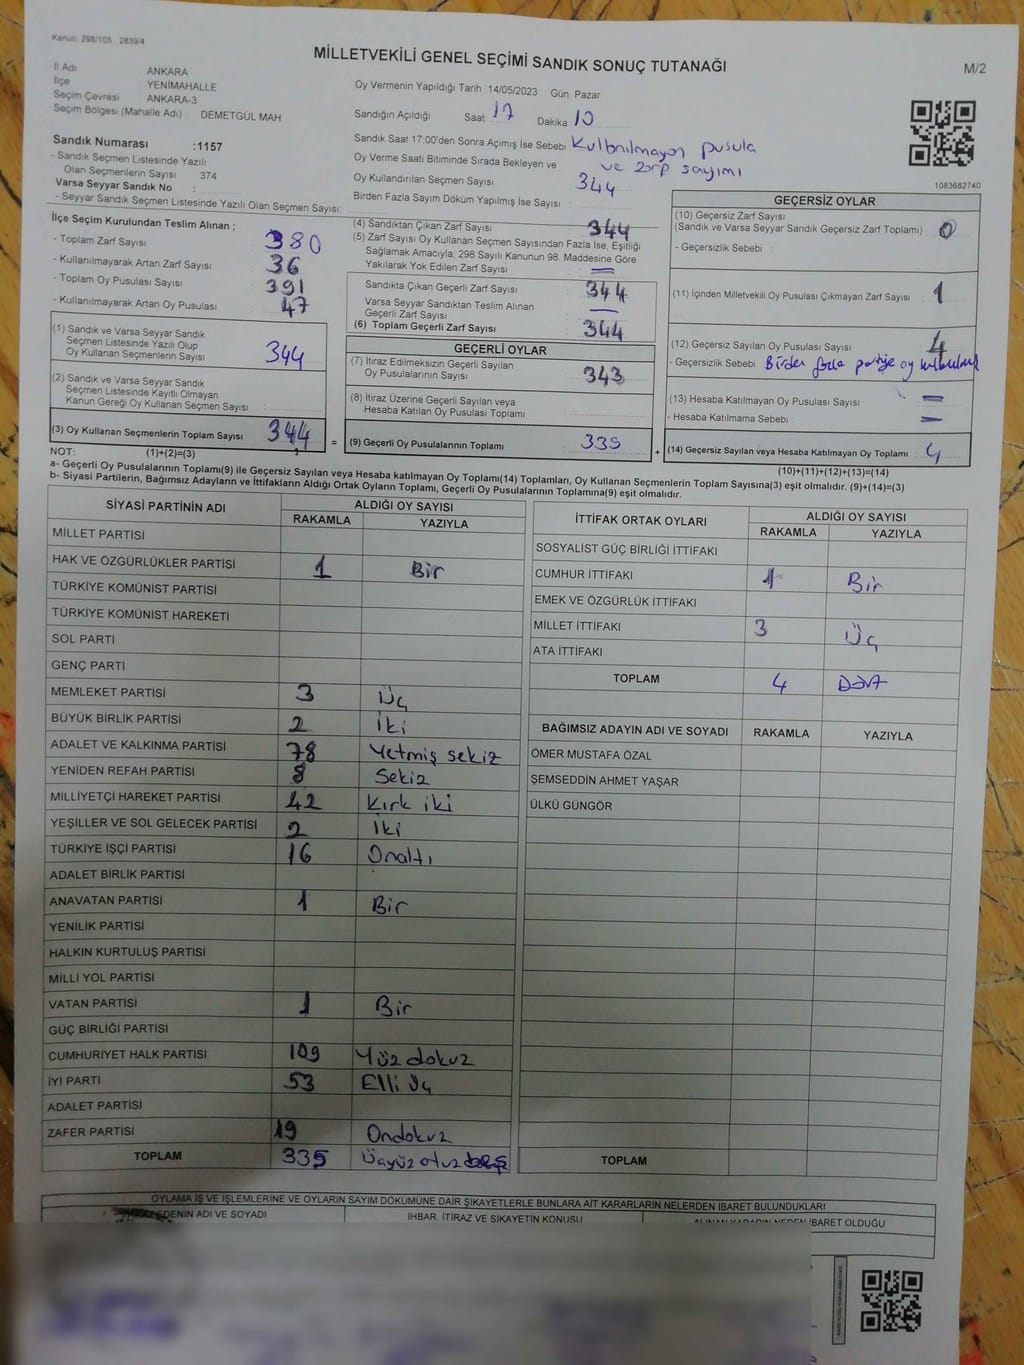 Kanun: 298/105 , 2839/4
MİLLETVEKİLİ GENEL SEÇİMİ SANDIK SONUÇ TUTANAĞI
M/2
İl Adı : ANKARA
İlçe : YENİMAHALLE
Seçim Çevresi : ANKARA-3
Seçim Bölgesi (Mahalle Adı) : DEMETGÜL MAH
Sandık Numarası :1157
- Sandık Seçmen Listesinde Yazılı
Olan Seçmenlerin Sayısı : 374
Varsa Seyyar Sandık No :
- Seyyar Sandık Seçmen Listesinde Yazılı Olan Seçmen Sayısı:
Oy Vermenin Yapıldığı Tarih :14/05/2023 Gün: Pazar
Sandığın Açıldığı Saat: 17 Dakika: 10
Sandık Saat 17:00'den Sonra Açımış İse Sebebi: Kullanılmayan pusula
Oy Verme Saati Bitiminde Sırada Bekleyen ve ve zarp sayımı
Oy Kullandırılan Seçmen Sayısı : 344
Birden Fazla Sayım Döküm Yapılmış İse Sayısı :
1083682740
İlçe Seçim Kurulundan Teslim Alınan ;
- Toplam Zarf Sayısı : 380
- Kullanılmayarak Artan Zarf Sayısı : 36
- Toplam Oy Pusulası Sayısı : 391
- Kullanılmayarak Artan Oy Pusulası : 47
(1) Sandık ve Varsa Seyyar Sandık
Seçmen Listesinde Yazılı Olup
Oy Kullanan Seçmenlerin Sayısı : 344
(2) Sandık ve Varsa Seyyar Sandık
Seçmen Listesinde Kayıtlı Olmayan
Kanun Gereği Oy Kullanan Seçmen Sayısı :
(3) Oy Kullanan Seçmenlerin Toplam Sayısı : 344
(4) Sandıktan Çıkan Zarf Sayısı : 344
(5) Zarf Sayısı Oy Kullanan Seçmen Sayısından Fazla İse, Eşitliği
Sağlamak Amacıyla, 298 Sayılı Kanunun 98. Maddesine Göre
Yakılarak Yok Edilen Zarf Sayısı : —
Sandıkta Çıkan Geçerli Zarf Sayısı : 344
Varsa Seyyar Sandıktan Teslim Alınan
Geçerli Zarf Sayısı : —
(6) Toplam Geçerli Zarf Sayısı : 344
GEÇERLİ OYLAR
(7) İtiraz Edilmeksizin Geçerli Sayılan
Oy Pusulalarının Sayısı : 343
(8) İtiraz Üzerine Geçerli Sayılan veya
Hesaba Katılan Oy Pusulaları Toplamı :
= (9) Geçerli Oy Pusulalarının Toplamı : 335
GEÇERSİZ OYLAR
(10) Geçersiz Zarf Sayısı
(Sandık ve Varsa Seyyar Sandık Geçersiz Zarf Toplamı) : 0
- Geçersizlik Sebebi :
(11) İçinden Milletvekili Oy Pusulası Çıkmayan Zarf Sayısı : 1
(12) Geçersiz Sayılan Oy Pusulası Sayısı : 4
- Geçersizlik Sebebi : Birden fazla partiye oy
(13) Hesaba Katılmayan Oy Pusulası Sayısı : —
- Hesaba Katılmama Sebebi : —
+ (14) Geçersiz Sayılan veya Hesaba Katılmayan Oy Toplamı : 4
NOT: (1)+(2)=(3) (10)+(11)+(12)+(13)=(14)
a- Geçerli Oy Pusulalarının Toplamı(9) ile Geçersiz Sayılan veya Hesaba katılmayan Oy Toplamı(14) Toplamları, Oy Kullanan Seçmenlerin Toplam Sayısına(3) eşit olmalıdır. (9)+(14)=(3)
b- Siyasi Partilerin, Bağımsız Adayların ve İttifakların Aldığı Ortak Oyların Toplamı, Geçerli Oy Pusulalarının Toplamına(9) eşit olmalıdır.
SİYASİ PARTİNİN ADI ALDIĞI OY SAYISI
RAKAMLA YAZIYLA
MİLLET PARTİSİ
HAK VE ÖZGÜRLÜKLER PARTİSİ 1 Bir
TÜRKİYE KOMÜNİST PARTİSİ
TÜRKİYE KOMÜNİST HAREKETİ
SOL PARTİ
GENÇ PARTİ
MEMLEKET PARTİSİ 3 Üç
BÜYÜK BİRLİK PARTİSİ 2 İki
ADALET VE KALKINMA PARTİSİ 78 Yetmiş sekiz
YENİDEN REFAH PARTİSİ 8 Sekiz
MİLLİYETÇİ HAREKET PARTİSİ 42 Kırk iki
YEŞİLLER VE SOL GELECEK PARTİSİ 2 İki
TÜRKİYE İŞÇİ PARTİSİ 16 Onaltı
ADALET BİRLİK PARTİSİ
ANAVATAN PARTİSİ 1 Bir
YENİLİK PARTİSİ
HALKIN KURTULUŞ PARTİSİ
MİLLİ YOL PARTİSİ
VATAN PARTİSİ 1 Bir
GÜÇ BİRLİĞİ PARTİSİ
CUMHURİYET HALK PARTİSİ 109 Yüz dokuz
İYİ PARTİ 53 Elli üç
ADALET PARTİSİ
ZAFER PARTİSİ 19 Ondokuz
TOPLAM 335 Üçyüz otuz beş
İTTİFAK ORTAK OYLARI ALDIĞI OY SAYISI
RAKAMLA YAZIYLA
SOSYALİST GÜÇ BİRLİĞİ İTTİFAKI
CUMHUR İTTİFAKI 1 Bir
EMEK VE ÖZGÜRLÜK İTTİFAKI
MİLLET İTTİFAKI 3 Üç
ATA İTTİFAKI
TOPLAM 4 Dört
BAĞIMSIZ ADAYIN ADI VE SOYADI RAKAMLA YAZIYLA
ÖMER MUSTAFA ÖZAL
ŞEMSEDDİN AHMET YAŞAR
ÜLKÜ GÜNGÖR
TOPLAM
OYLAMA İŞ VE İŞLEMLERİNE VE OYLARIN SAYIM DÖKÜMÜNE DAİR ŞİKAYETLERLE BUNLARA AİT KARARLARIN NELERDEN İBARET BULUNDUKLARI
EDENİN ADI VE SOYADI
İHBAR, İTİRAZ VE ŞİKAYETİN KONUSU
ALINAN KARARIN NEDEN İBARET OLDUĞU